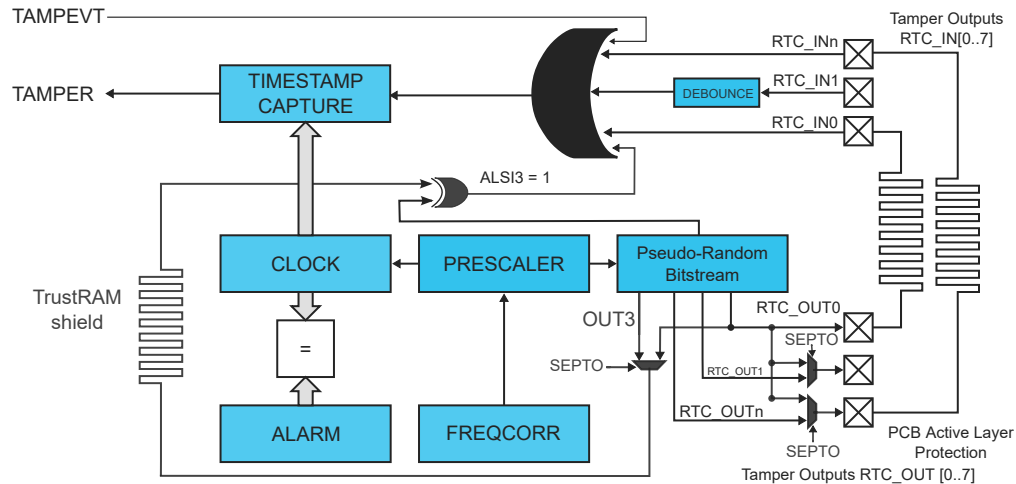 TAMPEVT
Tamper Outputs
RTC_IN[0..7]
RTC_INn
TIMESTAMP
CAPTURE
TAMPER
DEBOUNCE
RTC_IN1
RTC_IN0
ALSI3 = 1
CLOCK
PRESCALER
Pseudo-Random
Bitstream
TrustRAM
shield
OUT3
RTC_OUT0
SEPTO
=
SEPTO
RTC_OUT1
ALARM
FREQCORR
RTC_OUTn
SEPTO
PCB Active Layer
Protection
Tamper Outputs RTC_OUT [0..7]